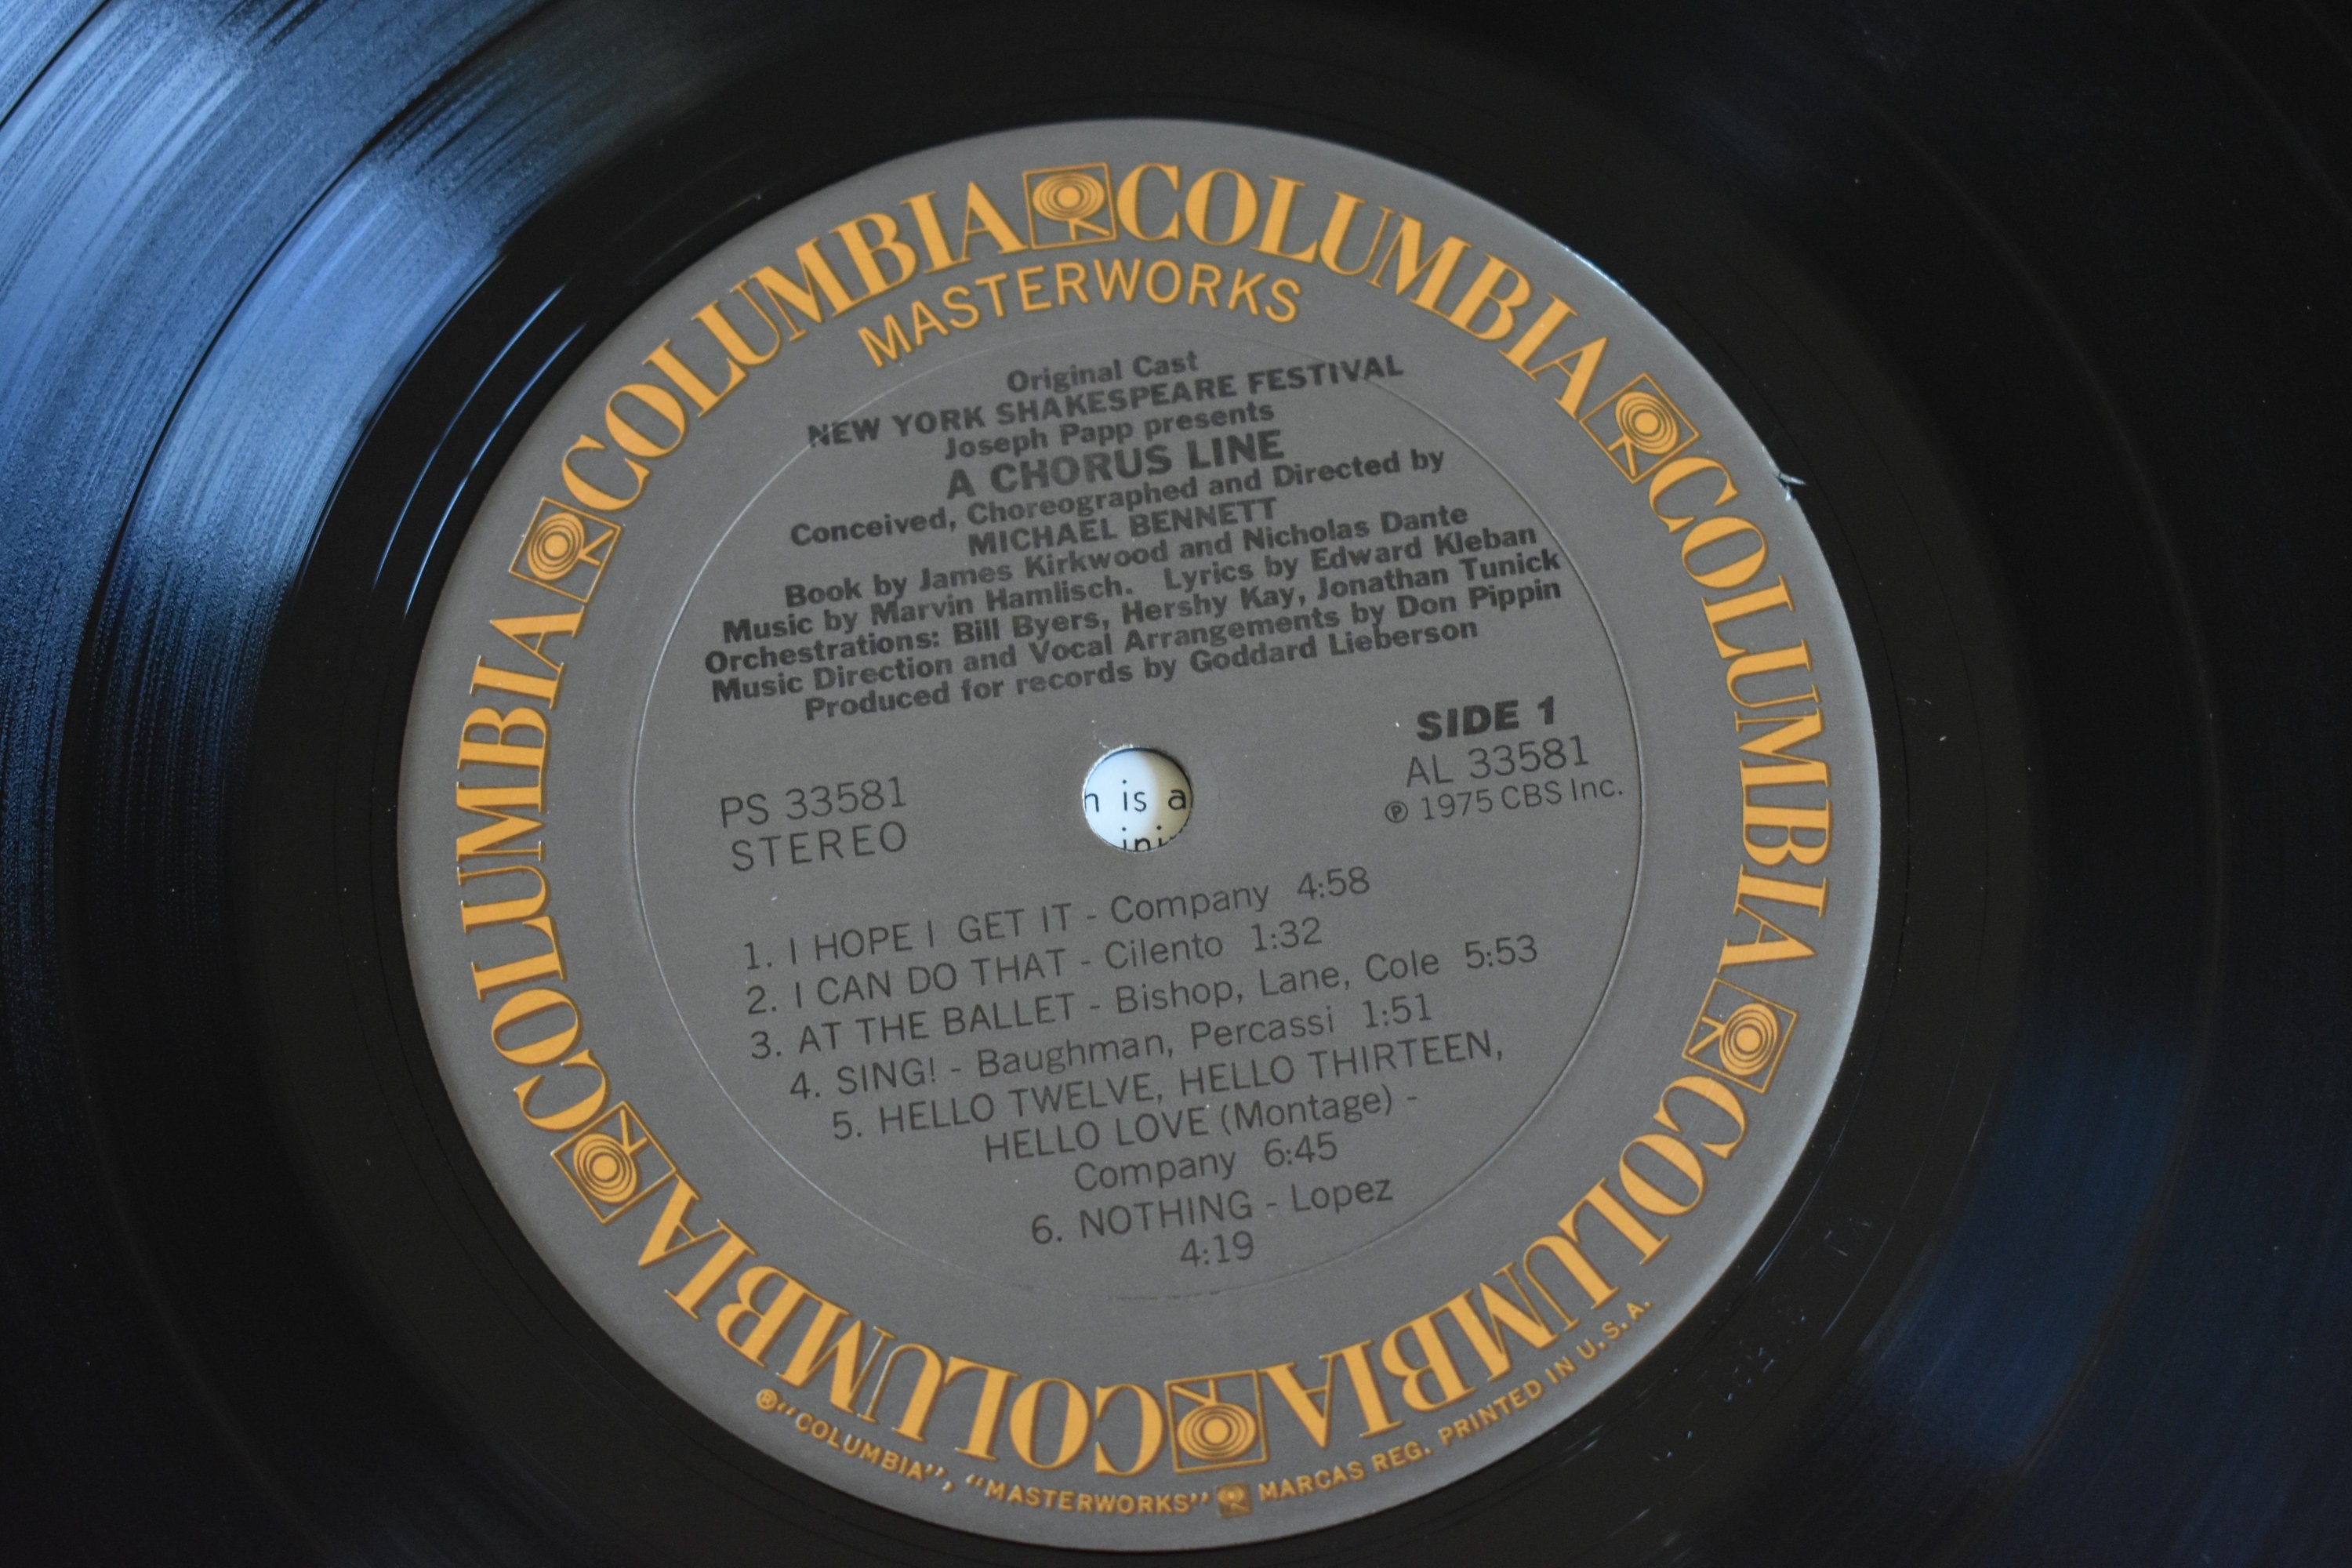 COLUMBIA COLUMBIA COLUMBIA COLUMBIA COLUMBIA COLUMBIA
MASTERWORKS
Original Cast
NEW YORK SHAKESPEARE FESTIVAL
Joseph Papp presents
A CHORUS LINE
Conceived, Choreographed and Directed by
MICHAEL BENNETT
Book by James Kirkwood and Nicholas Dante
Music by Marvin Hamlisch. Lyrics by Edward Kleban
Orchestrations: Bill Byers, Hershy Kay, Jonathan Tunick
Music Direction and Vocal Arrangements by Don Pippin
Produced for records by Goddard Lieberson
SIDE 1
PS 33581
AL 33581
STEREO
℗ 1975 CBS Inc.
is a
1. I HOPE I GET IT - Company 4:58
2. I CAN DO THAT - Cilento 1:32
3. AT THE BALLET - Bishop, Lane, Cole 5:53
4. SING! - Baughman, Percassi 1:51
5. HELLO TWELVE, HELLO THIRTEEN,
HELLO LOVE (Montage) -
Company 6:45
6. NOTHING - Lopez
4:19
®"COLUMBIA", "MASTERWORKS" MARCAS REG. PRINTED IN U.S.A.